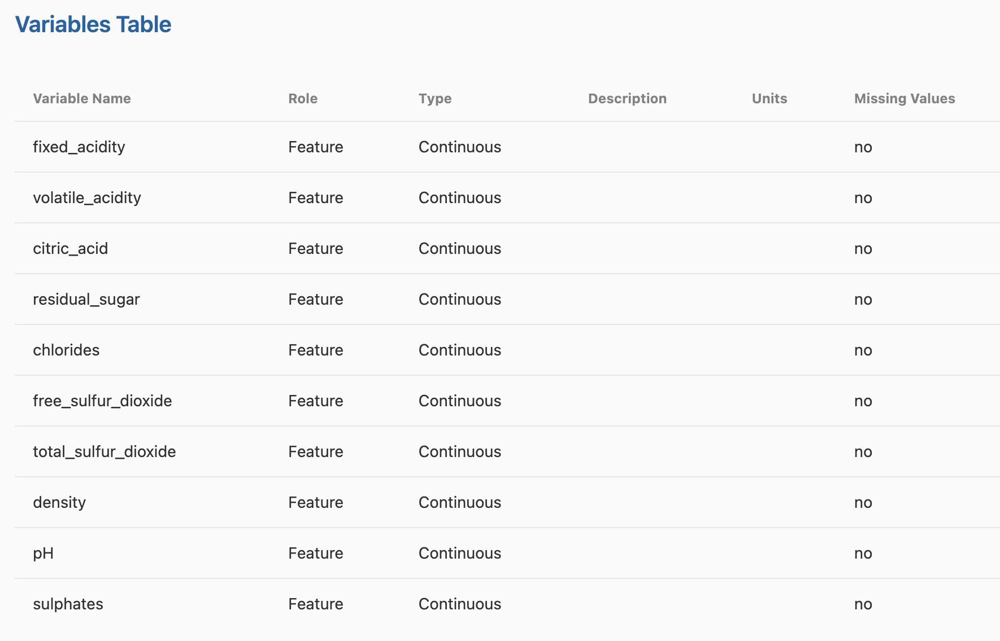 Variables Table
Variable Name Role Type Description Units Missing Values
fixed_acidity Feature Continuous no
volatile_acidity Feature Continuous no
citric_acid Feature Continuous no
residual_sugar Feature Continuous no
chlorides Feature Continuous no
free_sulfur_dioxide Feature Continuous no
total_sulfur_dioxide Feature Continuous no
density Feature Continuous no
pH Feature Continuous no
sulphates Feature Continuous no